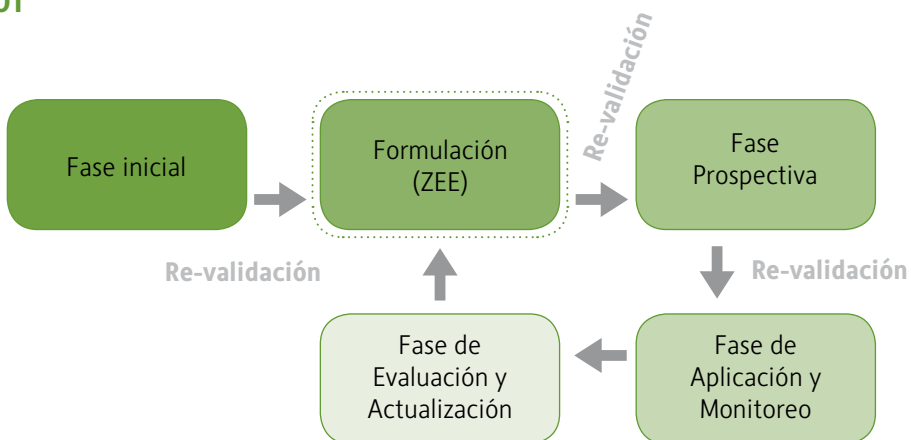 Fase inicial
Formulación
(ZEE)
Re-validación
Fase
Prospectiva
Re-validación
Re-validación
Fase de
Evaluación y
Actualización
Fase de
Aplicación y
Monitoreo